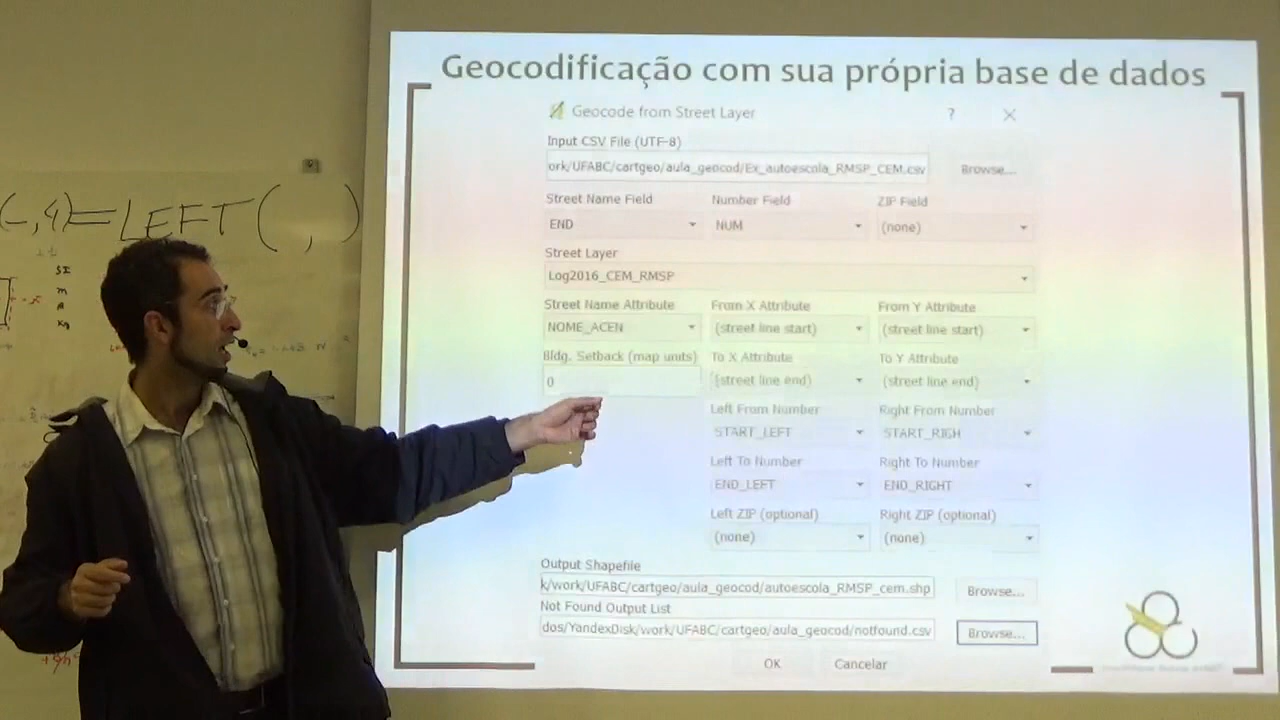 Geocodificação com sua própria base de dados
Geocode from Street Layer ?
Input CSV File (UTF-8)
ork/UFABC/cartgeo/aula_geocod/Ex_autoescola_RMSP_CEM.csv Browse...
Street Name Field Number Field ZIP Field
END NUM (none)
Street Layer
Log2016_CEM_RMSP
Street Name Attribute From X Attribute From Y Attribute
NOME_ACEN (street line start) (street line start)
Bldg. Setback (map units) To X Attribute To Y Attribute
0 (street line end) (street line end)
Left From Number Right From Number
START_LEFT START_RIGH
Left To Number Right To Number
END_LEFT END_RIGHT
Left ZIP (optional) Right ZIP (optional)
(none) (none)
Output Shapefile
k/work/UFABC/cartgeo/aula_geocod/autoescola_RMSP_cem.shp Browse...
Not Found Output List
dos/YandexDisk/work/UFABC/cartgeo/aula_geocod/notfound.csv Browse...
OK Cancelar
,4)=LEFT( , )
SI
m